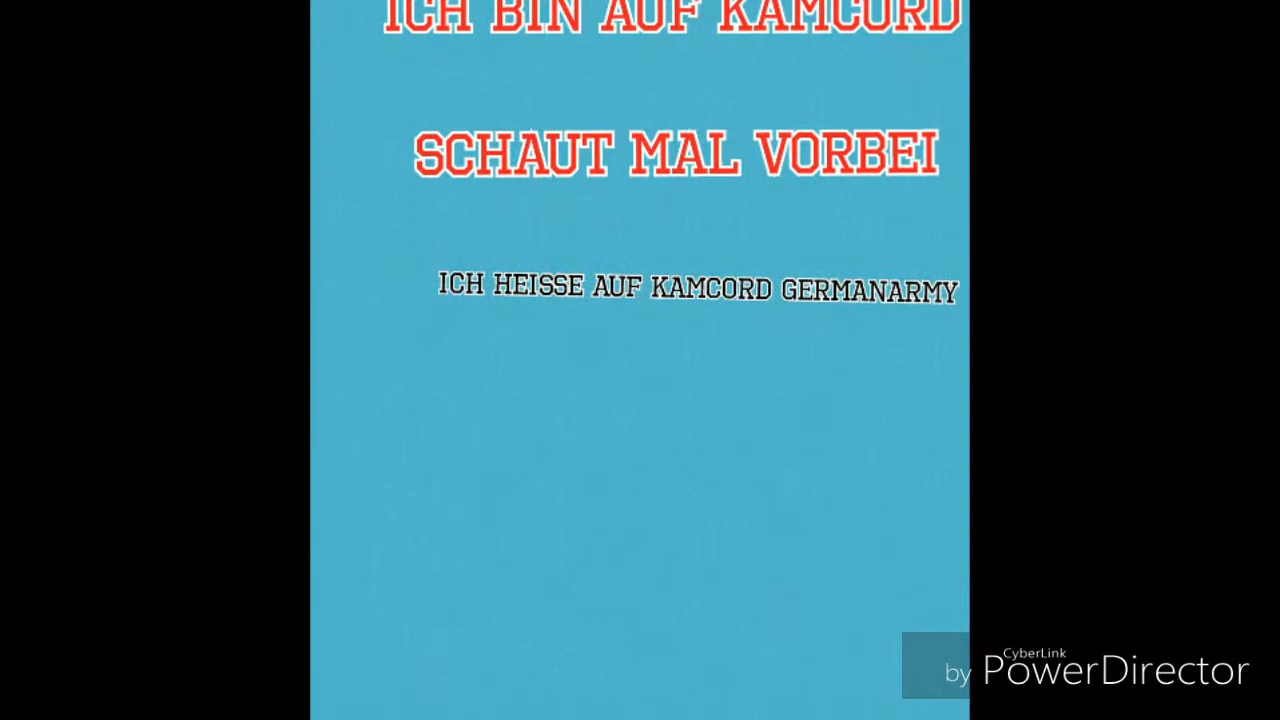 ICH BIN AUF KAMCORD
SCHAUT MAL VORBEI
ICH HEISSE AUF KAMCORD GERMANARMY
CyberLink
by PowerDirector